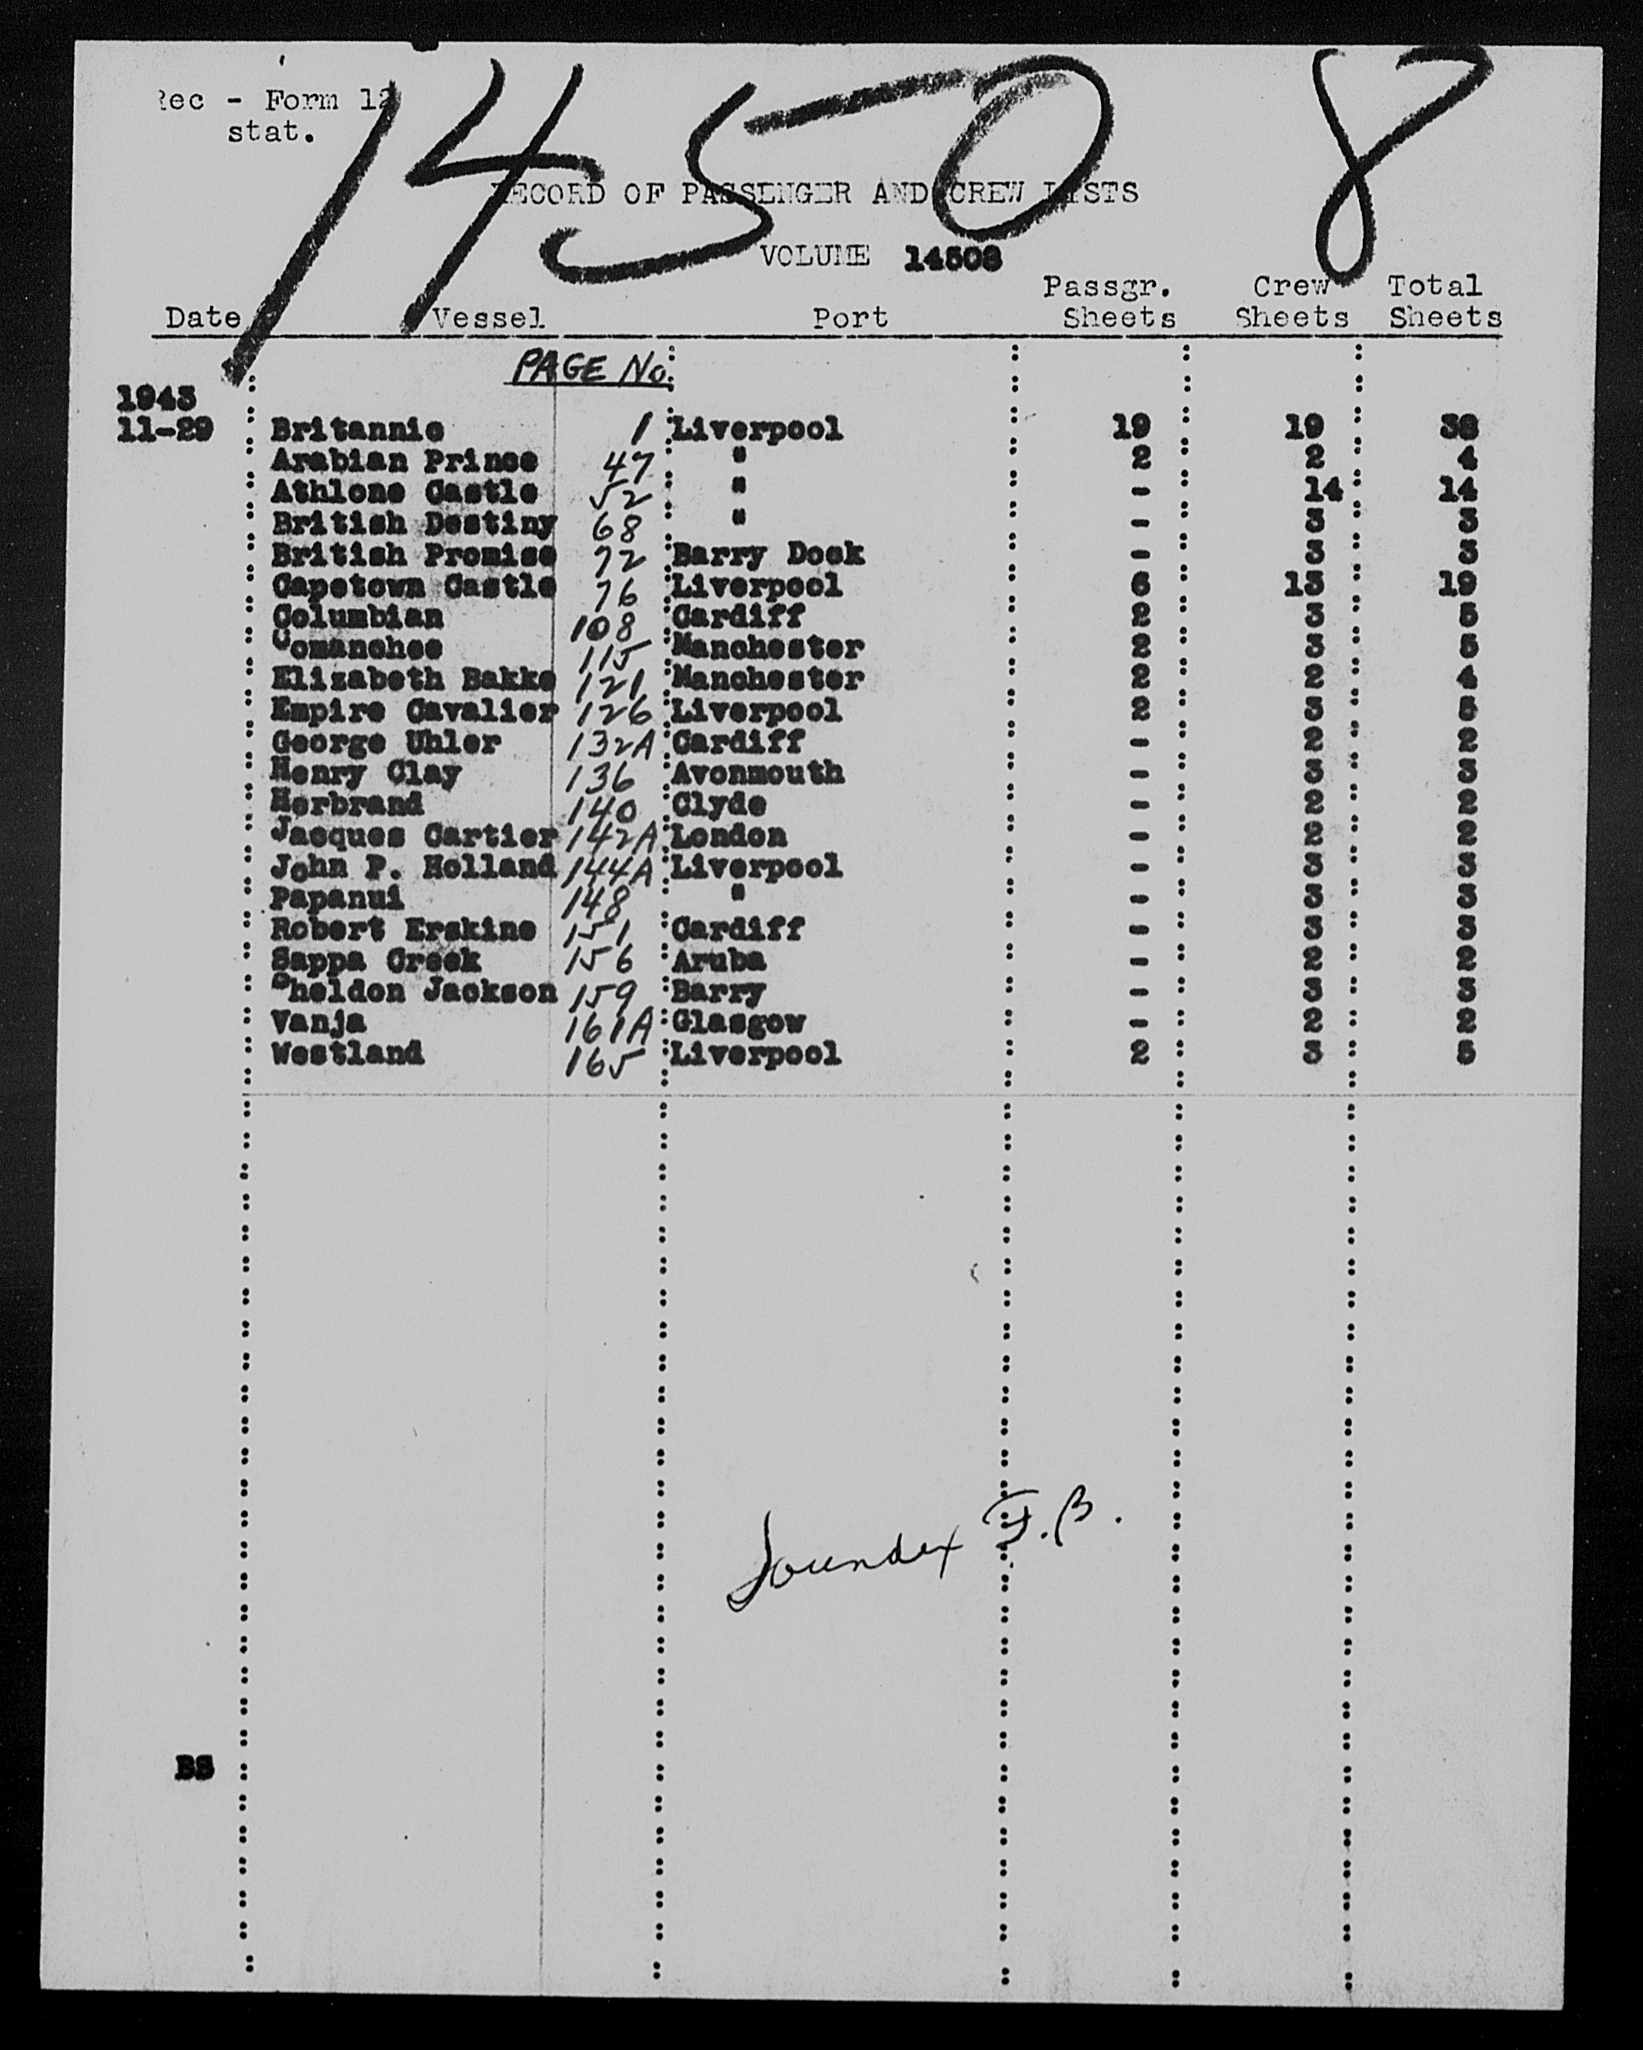 14508
Rec - Form 12
stat.
RECORD OF PASSENGER AND CREW LISTS
VOLUME 14508
Date Vessel Port Passgr. Sheets Crew Sheets Total Sheets
PAGE No.
1943
11-29 Britannic 1 Liverpool 19 19 38
Arabian Prince 47 " 2 2 4
Athlone Castle 52 " - 14 14
British Destiny 68 " - 3 3
British Promise 72 Barry Dock - 3 3
Capetown Castle 76 Liverpool 6 13 19
Columbian 108 Cardiff 2 3 5
Comanchee 115 Manchester 2 3 5
Elizabeth Bakke 121 Manchester 2 2 4
Empire Cavalier 126 Liverpool 2 3 5
George Uhler 132A Cardiff - 2 2
Henry Clay 136 Avonmouth - 3 3
Herbrand 140 Clyde - 2 2
Jacques Cartier 142A London - 2 2
John P. Holland 144A Liverpool - 3 3
Papanui 148 " - 3 3
Robert Erskine 151 Cardiff - 3 3
Sappa Creek 156 Aruba - 2 2
Sheldon Jackson 159 Barry - 3 3
Vanja 161A Glasgow - 2 2
Westland 165 Liverpool 2 3 5
Soundex F.B.
BS